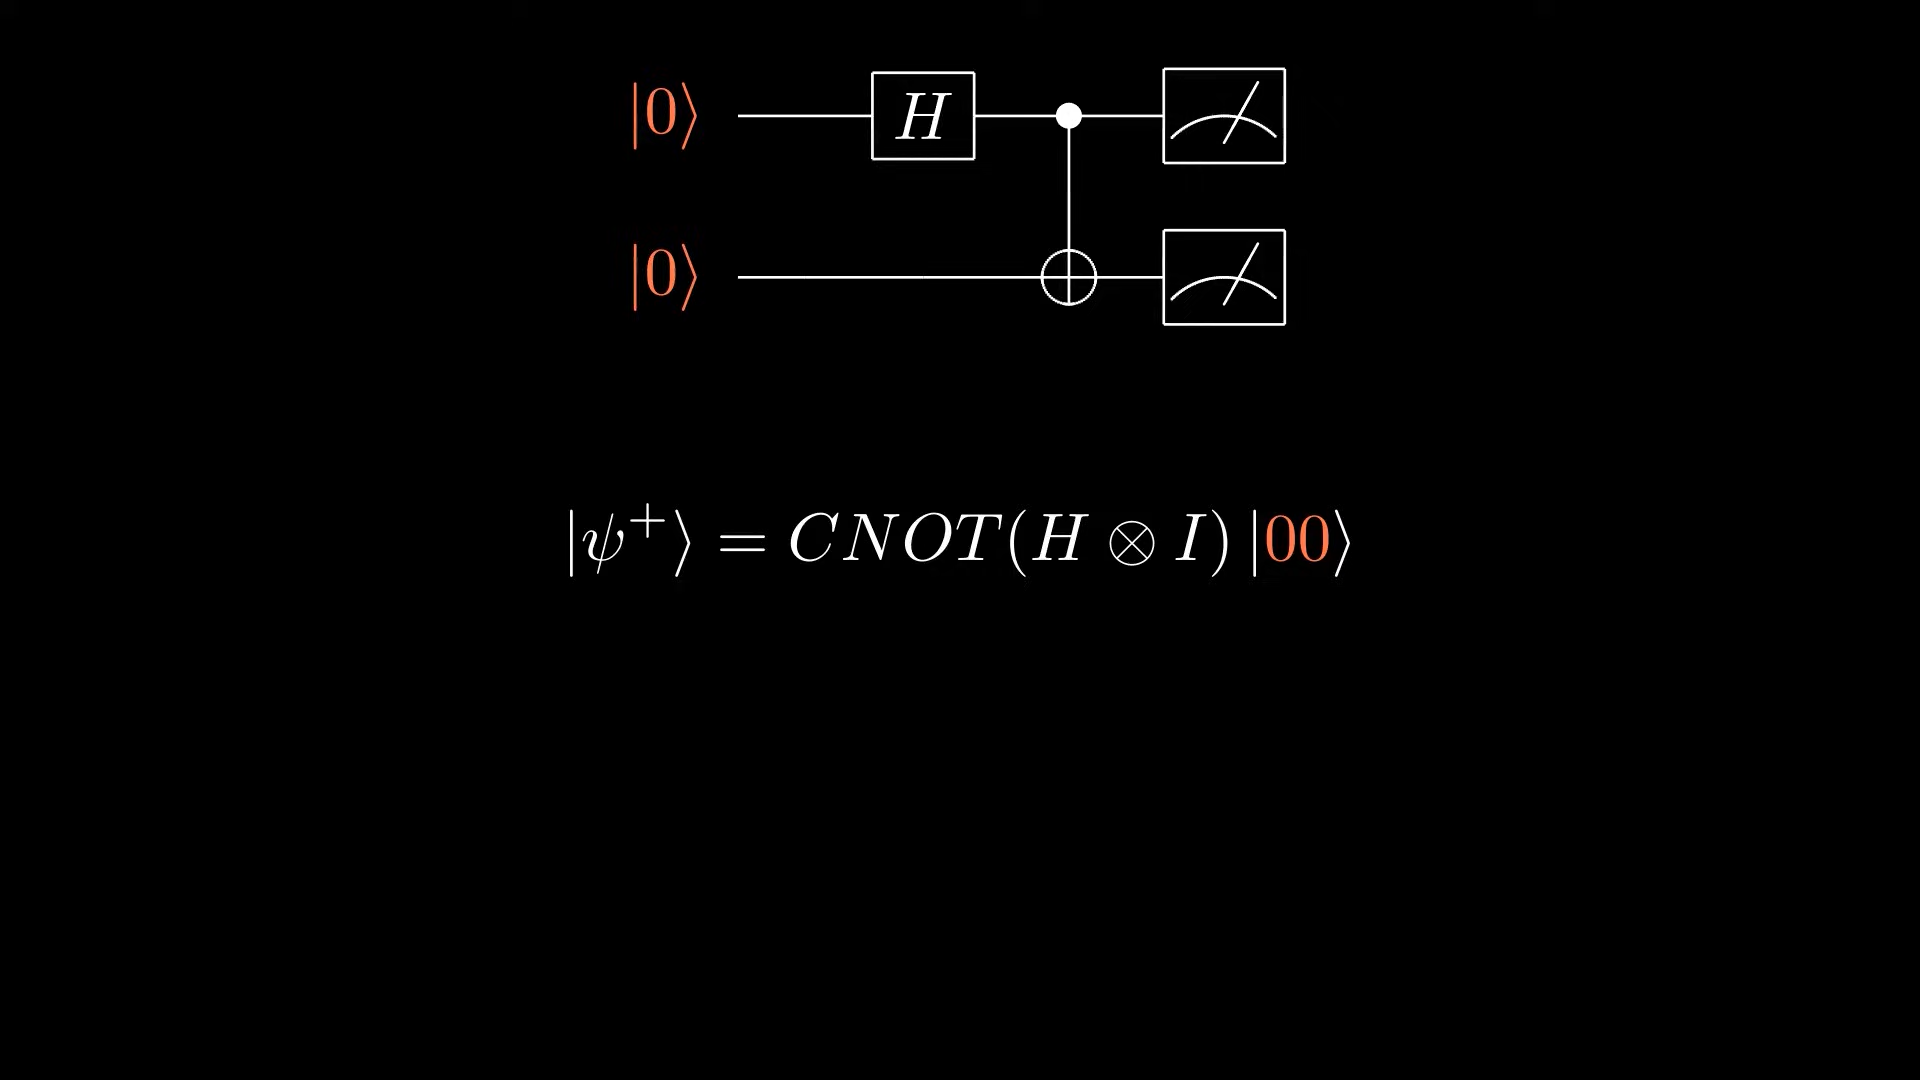 |0⟩
H
|0⟩
|ψ⁺⟩ = CNOT(H ⊗ I) |00⟩